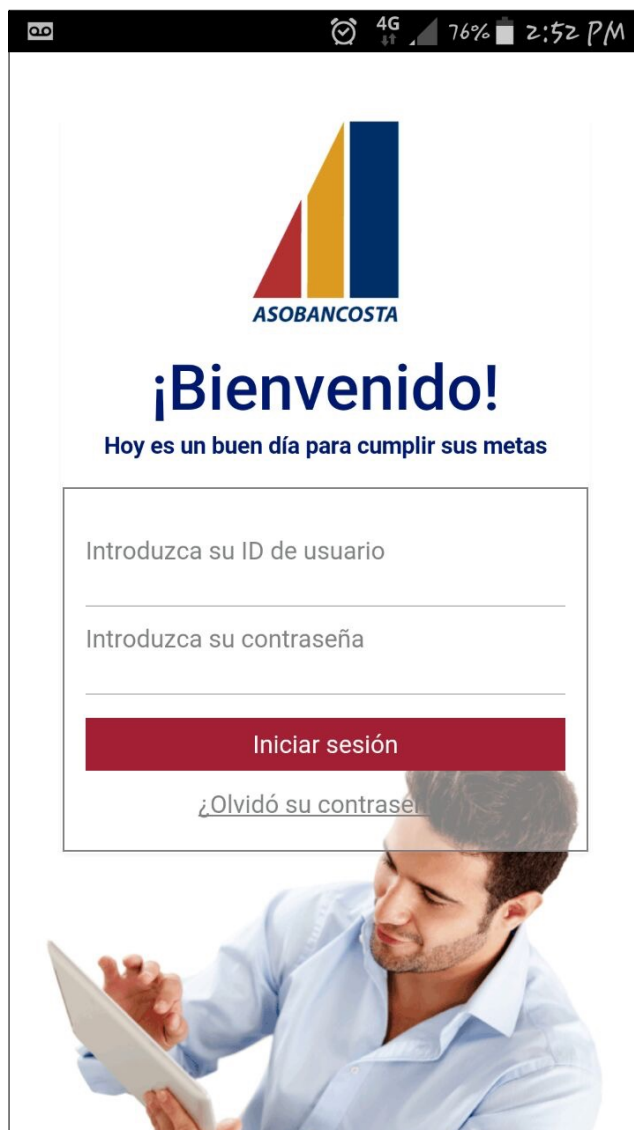 4G 76% 2:52 PM
ASOBANCOSTA
¡Bienvenido!
Hoy es un buen día para cumplir sus metas
Introduzca su ID de usuario
Introduzca su contraseña
Iniciar sesión
¿Olvidó su